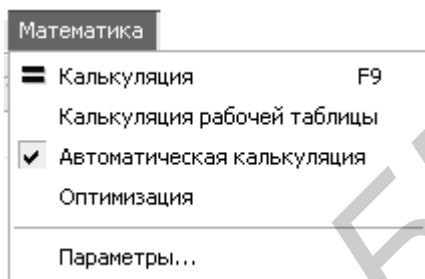 Математика
Калькуляция F9
Калькуляция рабочей таблицы
Автоматическая калькуляция
Оптимизация
Параметры...